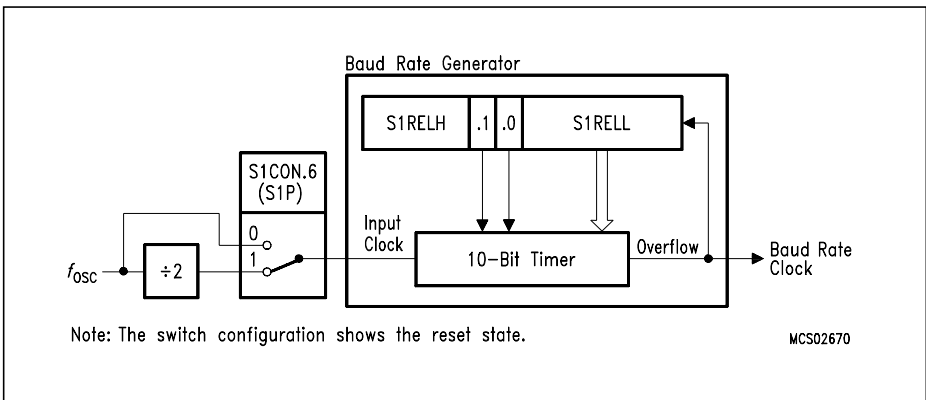 Baud Rate Generator
S1RELH .1 .0 S1RELL
S1CON.6
(S1P)
0
1
fOSC
÷2
Input
Clock
10-Bit Timer
Overflow
Baud Rate
Clock
Note: The switch configuration shows the reset state.
MCS02670